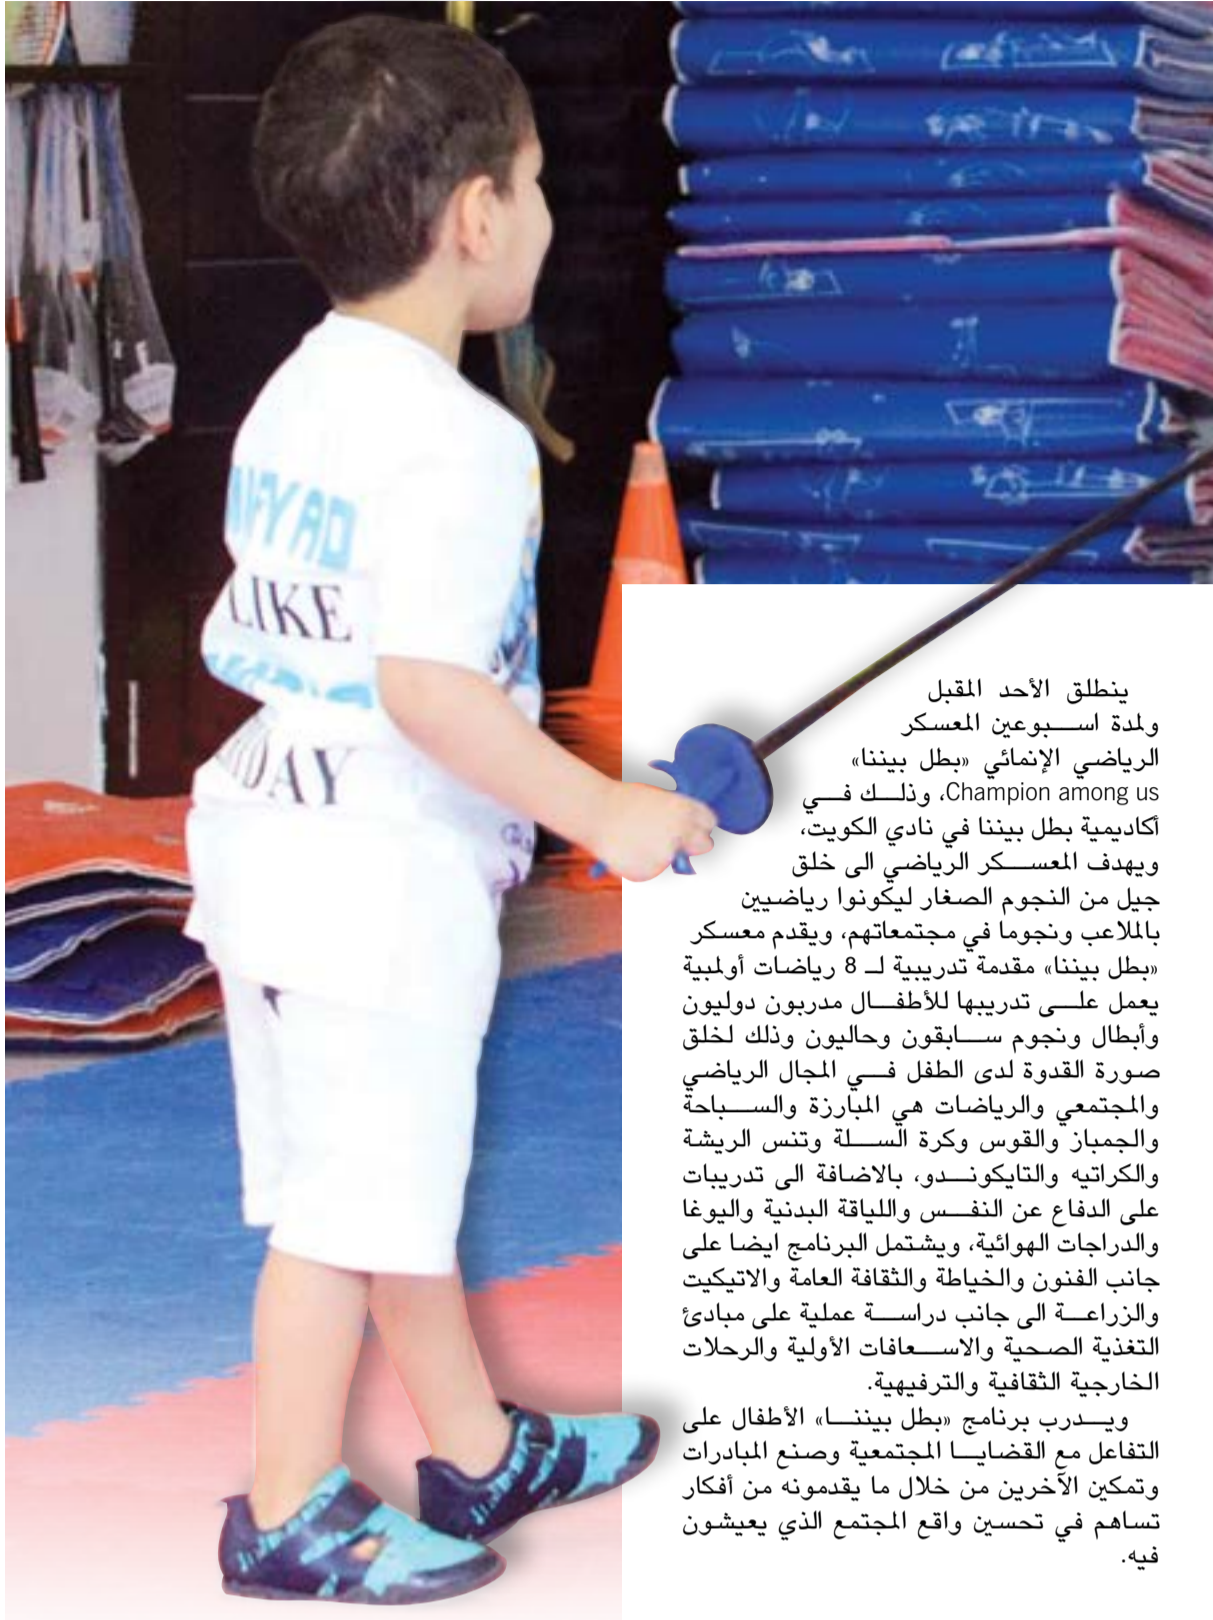 LIKE
ينطلق الأحد المقبل
ولمدة اسبوعين المعسكر
الرياضي الإنمائي «بطل بيننا»
Champion among us، وذلك في
أكاديمية بطل بيننا في نادي الكويت،
ويهدف المعسكر الرياضي الى خلق
جيل من النجوم الصغار ليكونوا رياضيين
بالملاعب ونجوما في مجتمعاتهم، ويقدم معسكر
«بطل بيننا» مقدمة تدريبية لـ 8 رياضات أولمبية
يعمل على تدريبها للأطفال مدربون دوليون
وأبطال ونجوم سابقون وحاليون وذلك لخلق
صورة القدوة لدى الطفل في المجال الرياضي
والمجتمعي والرياضات هي المبارزة والسباحة
والجمباز والقوس وكرة السلة وتنس الريشة
والكراتيه والتايكوندو، بالاضافة الى تدريبات
على الدفاع عن النفس واللياقة البدنية واليوغا
والدراجات الهوائية، ويشتمل البرنامج ايضا على
جانب الفنون والخياطة والثقافة العامة والاتيكيت
والزراعة الى جانب دراسة عملية على مبادئ
التغذية الصحية والاسعافات الأولية والرحلات
الخارجية الثقافية والترفيهية.
ويدرب برنامج «بطل بيننا» الأطفال على
التفاعل مع القضايا المجتمعية وصنع المبادرات
وتمكين الآخرين من خلال ما يقدمونه من أفكار
تساهم في تحسين واقع المجتمع الذي يعيشون
فيه.